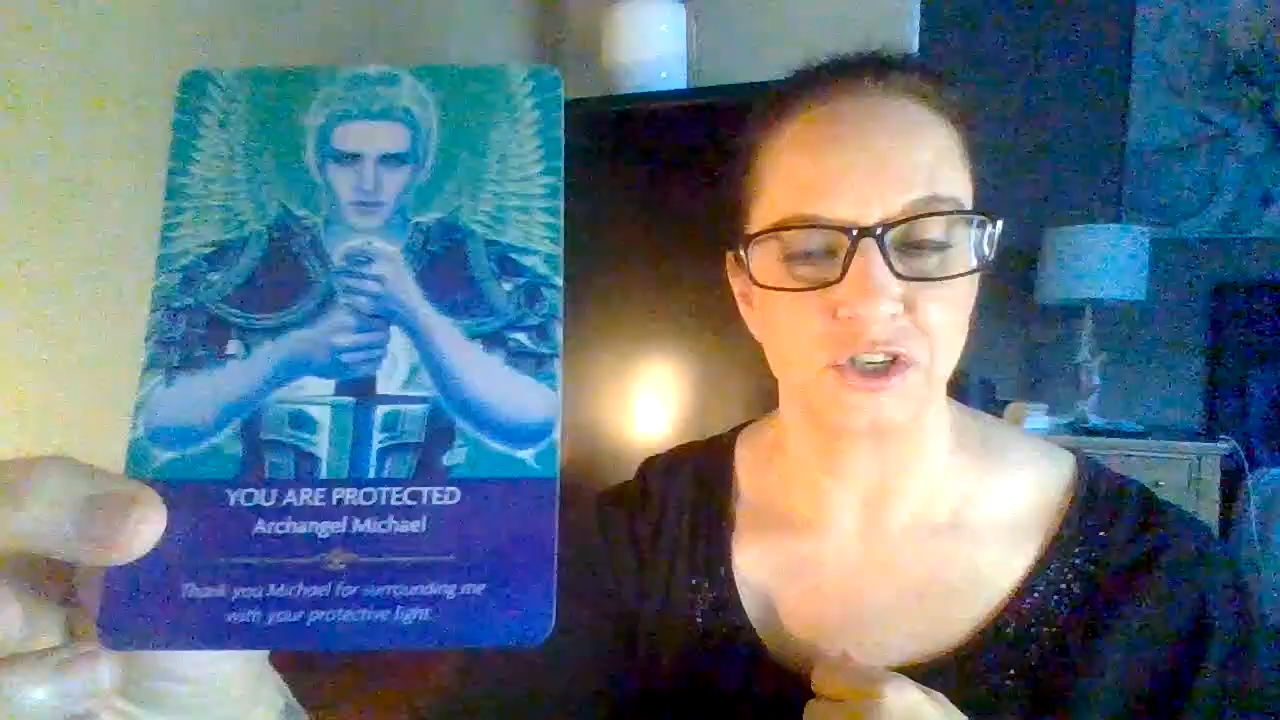 YOU ARE PROTECTED
Archangel Michael
Thank you Michael for surrounding me
with your protective light.